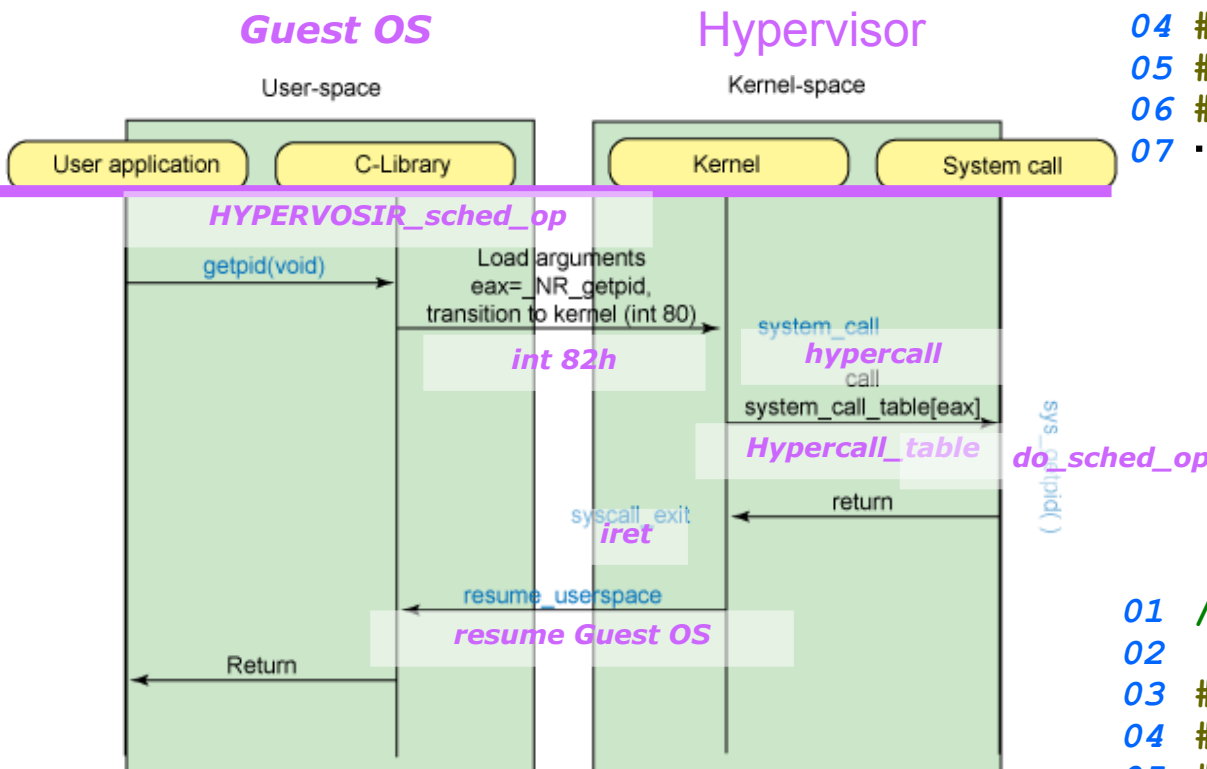 Guest OS
Hypervisor
User-space
Kernel-space
User application
C-Library
Kernel
System call
HYPERVOSIR_sched_op
getpid(void)
Load arguments
eax=_NR_getpid,
transition to kernel (int 80)
int 82h
system_call
hypercall
call
system_call_table[eax]
Hypercall_table
do_sched_op
sys_getpid( )
return
syscall_exit
iret
resume_userspace
resume Guest OS
Return
04 #
05 #
06 #
07 .
01 /
02
03 #
04 #